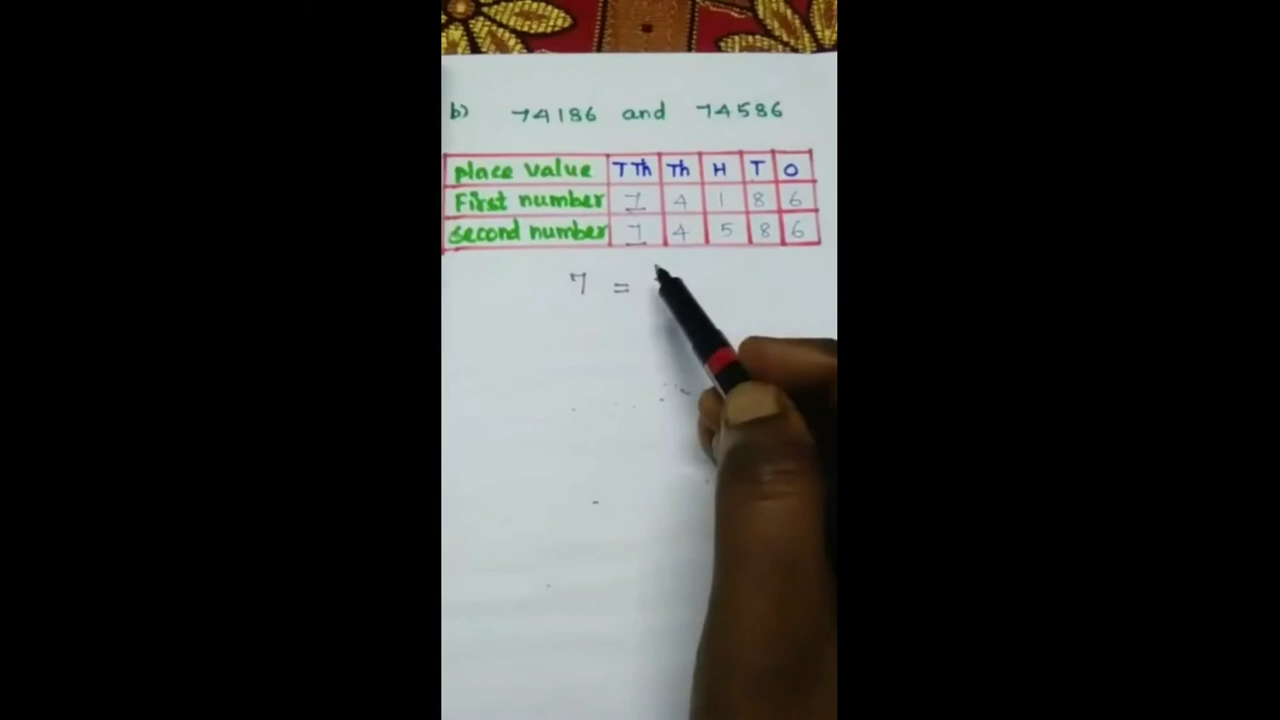 b) 74186 and 74586
place value T Th Th H T O
First number 7 4 1 8 6
second number 7 4 5 8 6
7 =